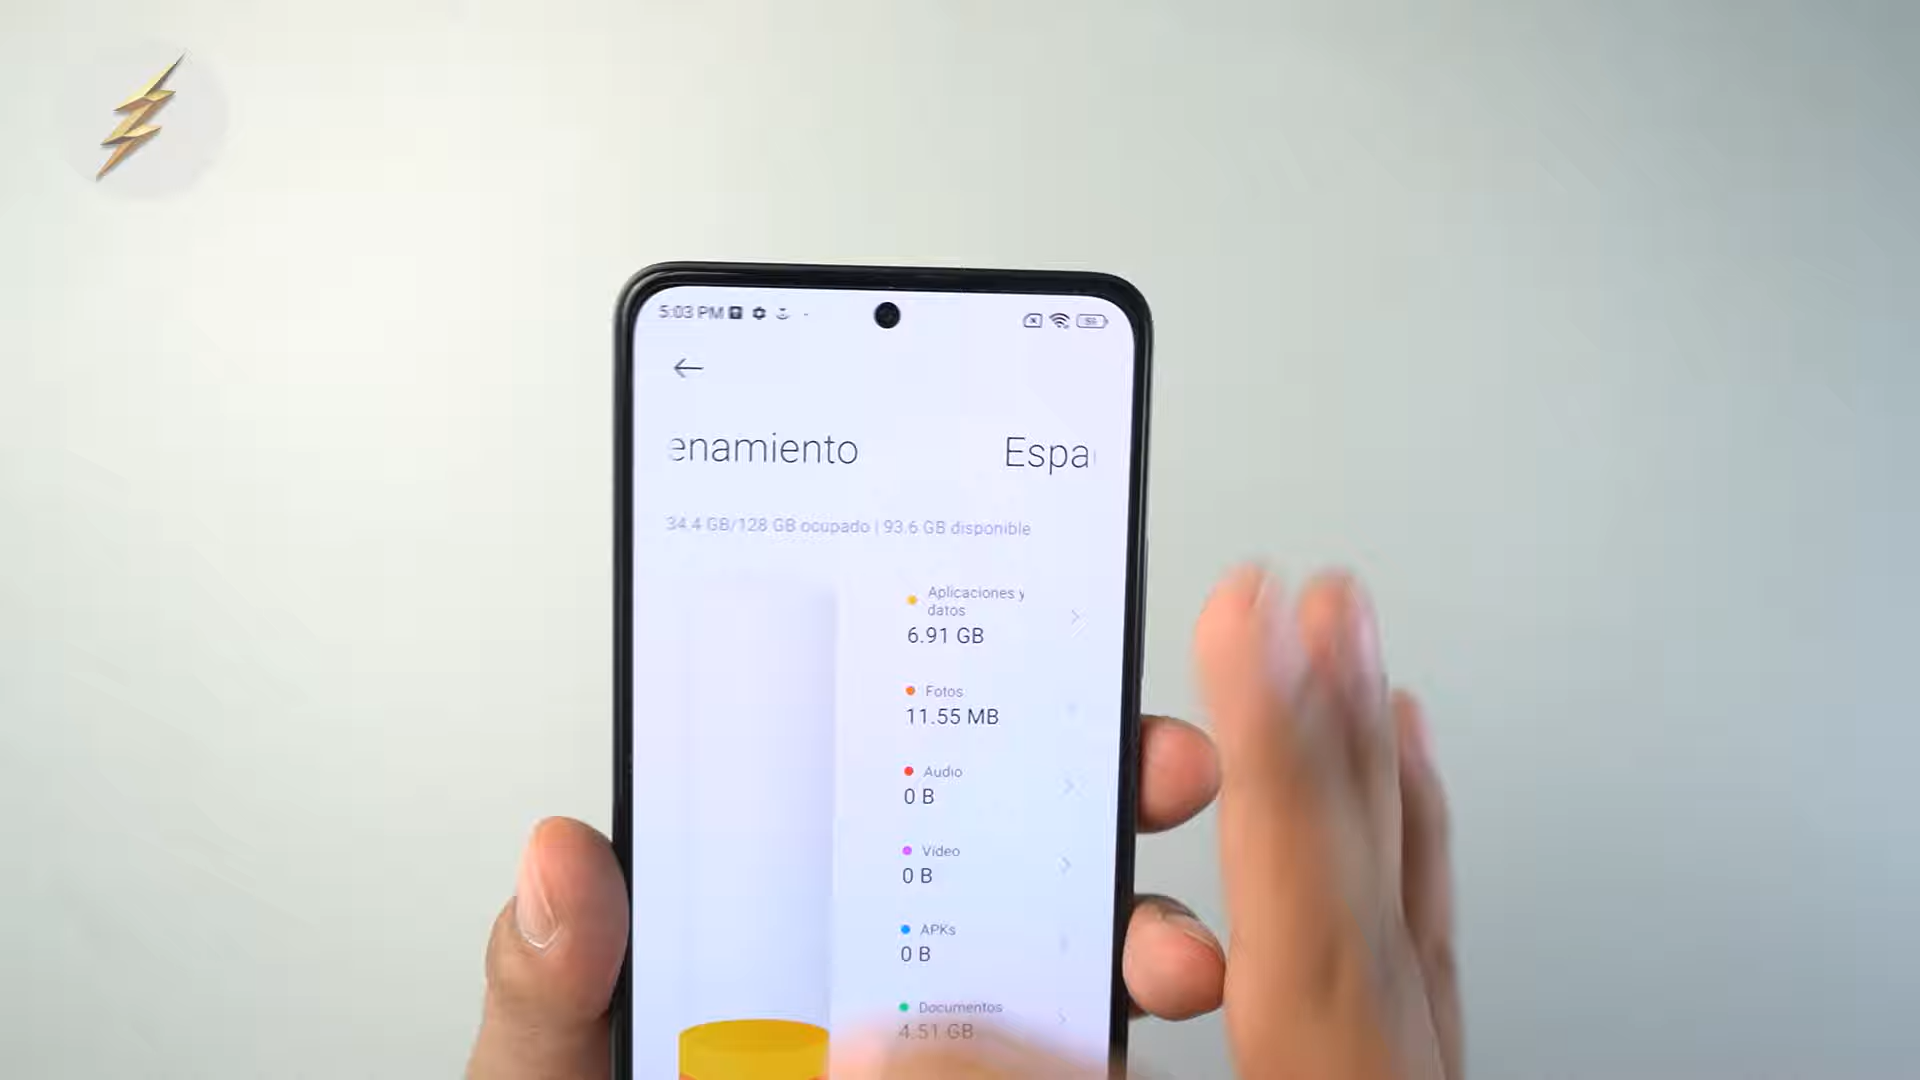 5:03 PM
enamiento Espa
34.4 GB/128 GB ocupado | 93.6 GB disponible
Aplicaciones y
datos
6.91 GB
Fotos
11.55 MB
Audio
0 B
Vídeo
0 B
APKs
0 B
Documentos
4.51 GB